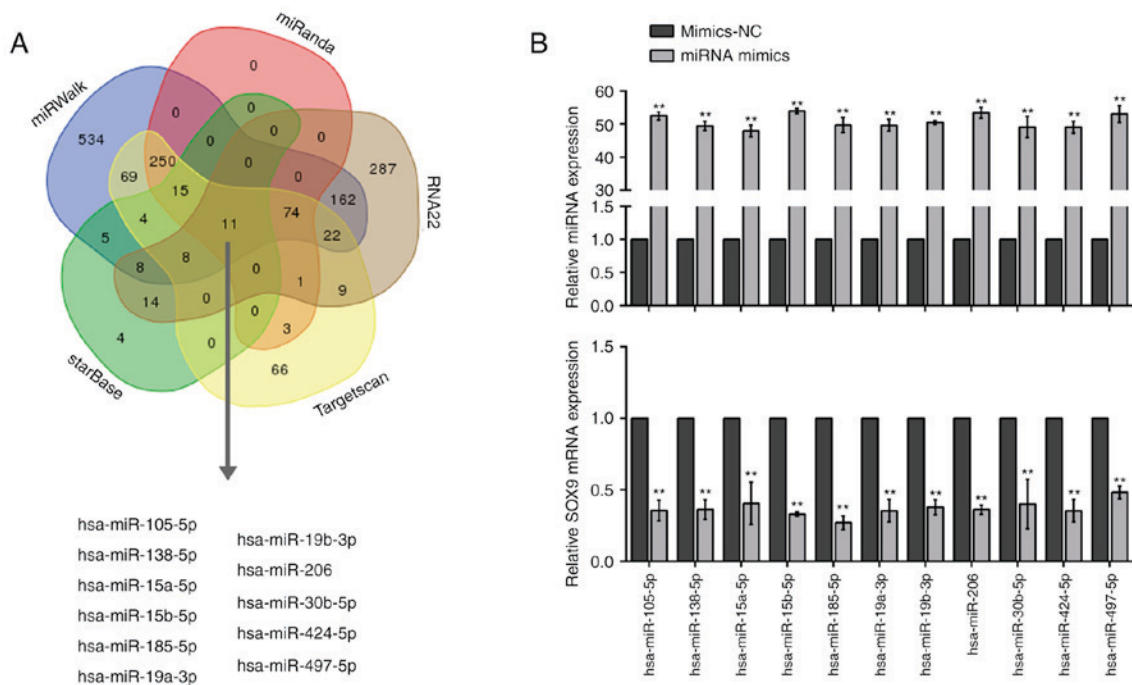 A
miRanda
miRWalk
RNA22
starBase
Targetscan
0
0
0
534
0
0
0
287
0
250
0
0
69
15
162
74
4
11
22
5
8
8
0
1
9
14
0
0
4
0
3
66
hsa-miR-105-5p
hsa-miR-138-5p
hsa-miR-15a-5p
hsa-miR-15b-5p
hsa-miR-185-5p
hsa-miR-19a-3p
hsa-miR-19b-3p
hsa-miR-206
hsa-miR-30b-5p
hsa-miR-424-5p
hsa-miR-497-5p
B
Mimics-NC
miRNA mimics
Relative miRNA expression
60
50
40
30
1.5
1.0
0.5
0.0
** ** ** ** ** ** ** ** ** ** **
Relative SOX9 mRNA expression
1.5
1.0
0.5
0.0
** ** ** ** ** ** ** ** ** ** **
hsa-miR-105-5p
hsa-miR-138-5p
hsa-miR-15a-5p
hsa-miR-15b-5p
hsa-miR-185-5p
hsa-miR-19a-3p
hsa-miR-19b-3p
hsa-miR-206
hsa-miR-30b-5p
hsa-miR-424-5p
hsa-miR-497-5p